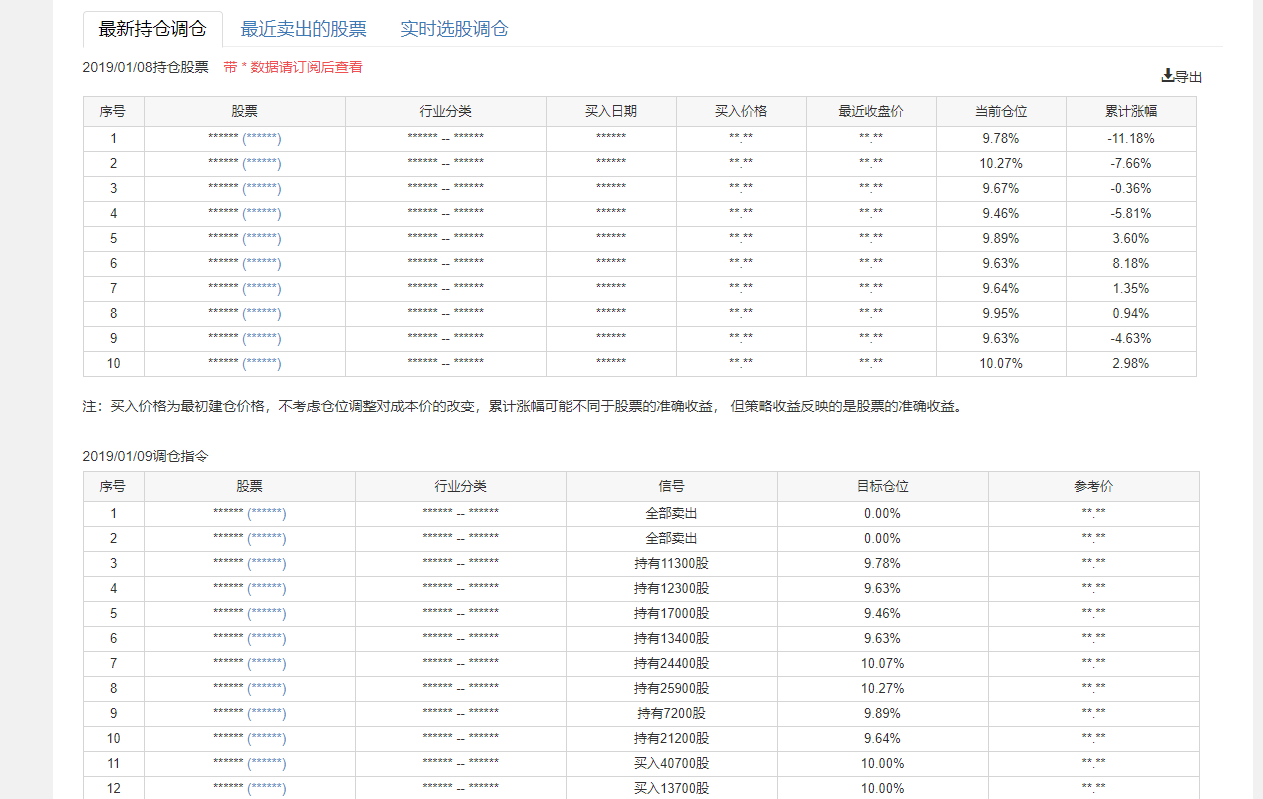 最新持仓调仓 最近卖出的股票 实时选股调仓
2019/01/08持仓股票 带 * 数据请订阅后查看
导出
序号 股票 行业分类 买入日期 买入价格 最近收盘价 当前仓位 累计涨幅
1 ****** (******) ****** -- ****** ****** **.** **.** 9.78% -11.18%
2 ****** (******) ****** -- ****** ****** **.** **.** 10.27% -7.66%
3 ****** (******) ****** -- ****** ****** **.** **.** 9.67% -0.36%
4 ****** (******) ****** -- ****** ****** **.** **.** 9.46% -5.81%
5 ****** (******) ****** -- ****** ****** **.** **.** 9.89% 3.60%
6 ****** (******) ****** -- ****** ****** **.** **.** 9.63% 8.18%
7 ****** (******) ****** -- ****** ****** **.** **.** 9.64% 1.35%
8 ****** (******) ****** -- ****** ****** **.** **.** 9.95% 0.94%
9 ****** (******) ****** -- ****** ****** **.** **.** 9.63% -4.63%
10 ****** (******) ****** -- ****** ****** **.** **.** 10.07% 2.98%
注：买入价格为最初建仓价格，不考虑仓位调整对成本价的改变，累计涨幅可能不同于股票的准确收益， 但策略收益反映的是股票的准确收益。
2019/01/09调仓指令
序号 股票 行业分类 信号 目标仓位 参考价
1 ****** (******) ****** -- ****** 全部卖出 0.00% **.**
2 ****** (******) ****** -- ****** 全部卖出 0.00% **.**
3 ****** (******) ****** -- ****** 持有11300股 9.78% **.**
4 ****** (******) ****** -- ****** 持有12300股 9.63% **.**
5 ****** (******) ****** -- ****** 持有17000股 9.46% **.**
6 ****** (******) ****** -- ****** 持有13400股 9.63% **.**
7 ****** (******) ****** -- ****** 持有24400股 10.07% **.**
8 ****** (******) ****** -- ****** 持有25900股 10.27% **.**
9 ****** (******) ****** -- ****** 持有7200股 9.89% **.**
10 ****** (******) ****** -- ****** 持有21200股 9.64% **.**
11 ****** (******) ****** -- ****** 买入40700股 10.00% **.**
12 ****** (******) ****** -- ****** 买入13700股 10.00% **.**